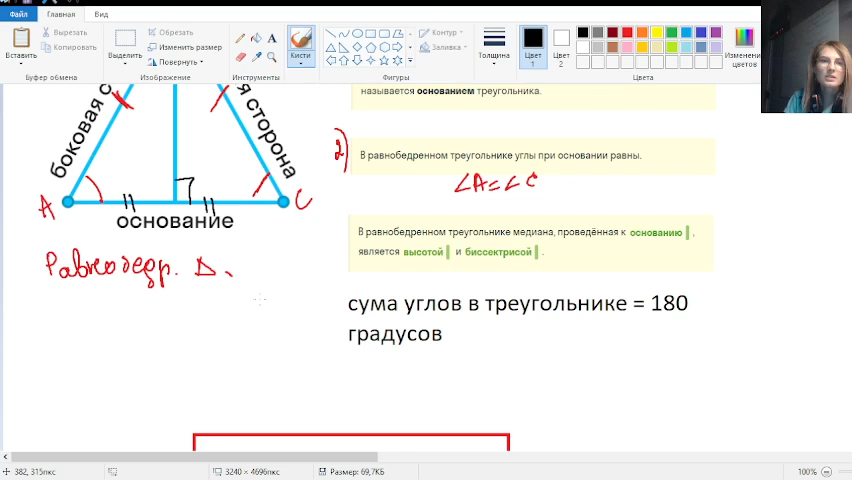 Файл
Главная
Вид
Вставить
Вырезать
Копировать
Буфер обмена
Выделить
Обрезать
Изменить размер
Повернуть
Изображение
Инструменты
Кисти
Контур
Заливка
Фигуры
Толщина
Цвет 1
Цвет 2
Цвета
Изменени
цветов
называется основанием треугольника.
боковая с
я сторона
2)
В равнобедренном треугольнике углы при основании равны.
∠A=∠C
A
C
основание
В равнобедренном треугольнике медиана, проведённая к основанию,
является высотой и биссектрисой.
Равнобедр. Δ
сума углов в треугольнике = 180
градусов
382, 315пкс
3240 × 4696пкс
Размер: 69,7КБ
100%